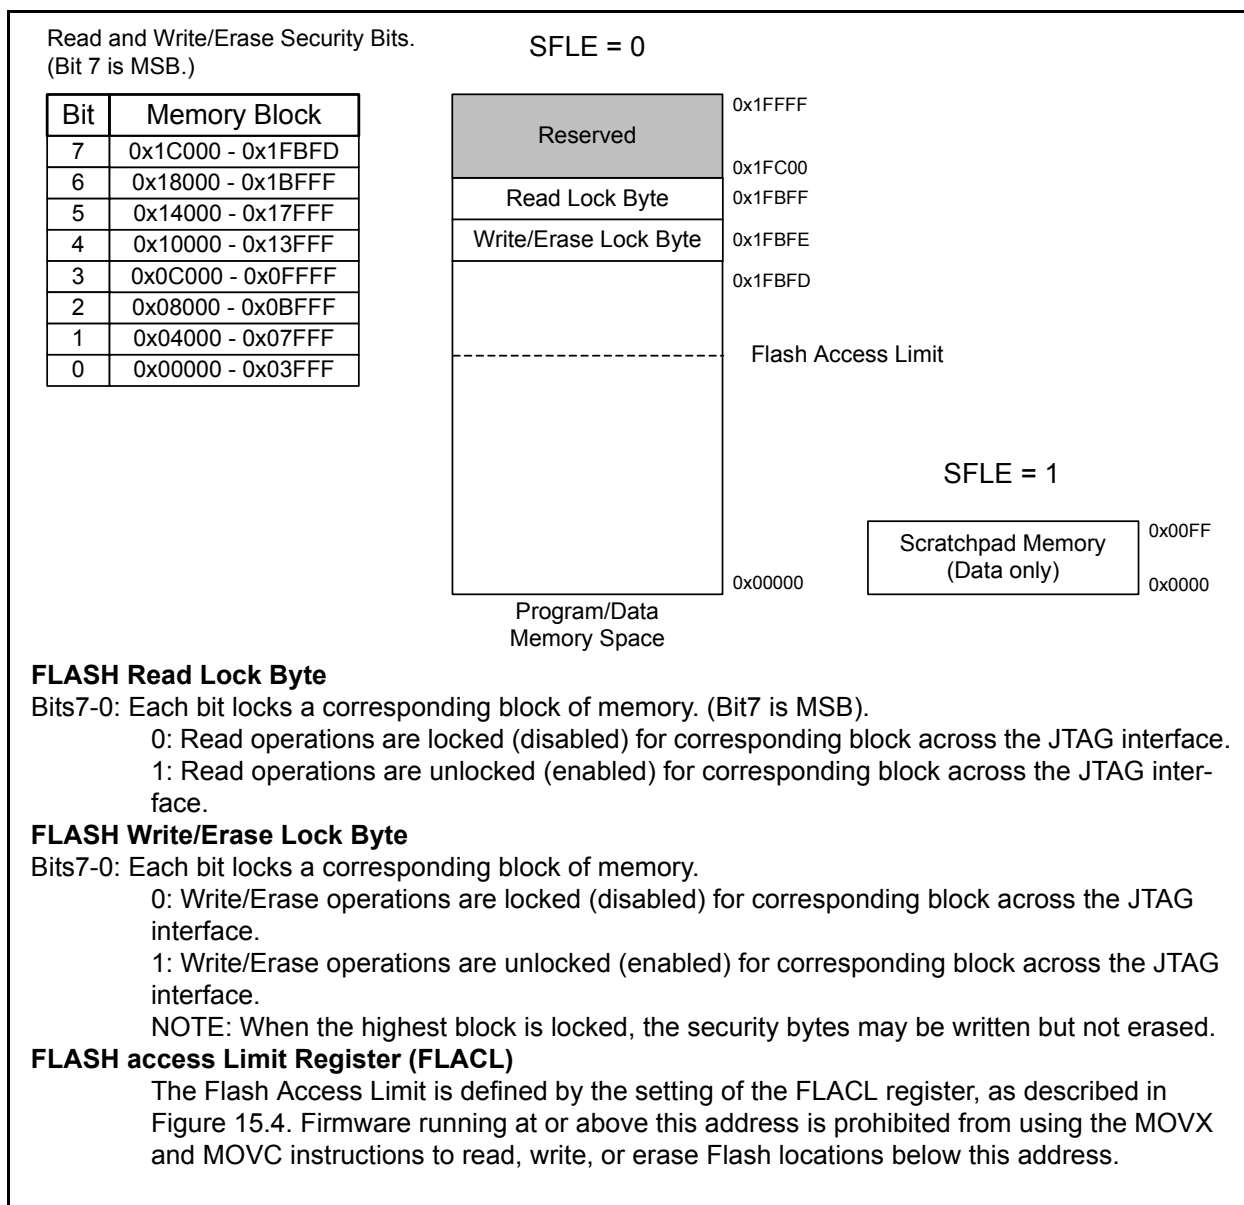 Read and Write/Erase Security Bits.
(Bit 7 is MSB.)
SFLE = 0
Bit Memory Block
7 0x1C000 - 0x1FBFD
6 0x18000 - 0x1BFFF
5 0x14000 - 0x17FFF
4 0x10000 - 0x13FFF
3 0x0C000 - 0x0FFFF
2 0x08000 - 0x0BFFF
1 0x04000 - 0x07FFF
0 0x00000 - 0x03FFF
0x1FFFF
Reserved
0x1FC00
Read Lock Byte 0x1FBFF
Write/Erase Lock Byte 0x1FBFE
0x1FBFD
Flash Access Limit
0x00000
Program/Data
Memory Space
SFLE = 1
0x00FF
Scratchpad Memory
(Data only)
0x0000
FLASH Read Lock Byte
Bits7-0: Each bit locks a corresponding block of memory. (Bit7 is MSB).
0: Read operations are locked (disabled) for corresponding block across the JTAG interface.
1: Read operations are unlocked (enabled) for corresponding block across the JTAG inter-
face.
FLASH Write/Erase Lock Byte
Bits7-0: Each bit locks a corresponding block of memory.
0: Write/Erase operations are locked (disabled) for corresponding block across the JTAG
interface.
1: Write/Erase operations are unlocked (enabled) for corresponding block across the JTAG
interface.
NOTE: When the highest block is locked, the security bytes may be written but not erased.
FLASH access Limit Register (FLACL)
The Flash Access Limit is defined by the setting of the FLACL register, as described in
Figure 15.4. Firmware running at or above this address is prohibited from using the MOVX
and MOVC instructions to read, write, or erase Flash locations below this address.